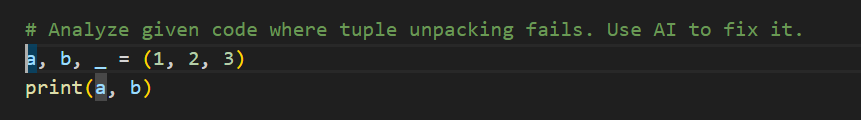 # Analyze given code where tuple unpacking fails. Use AI to fix it.
a, b, _ = (1, 2, 3)
print(a, b)